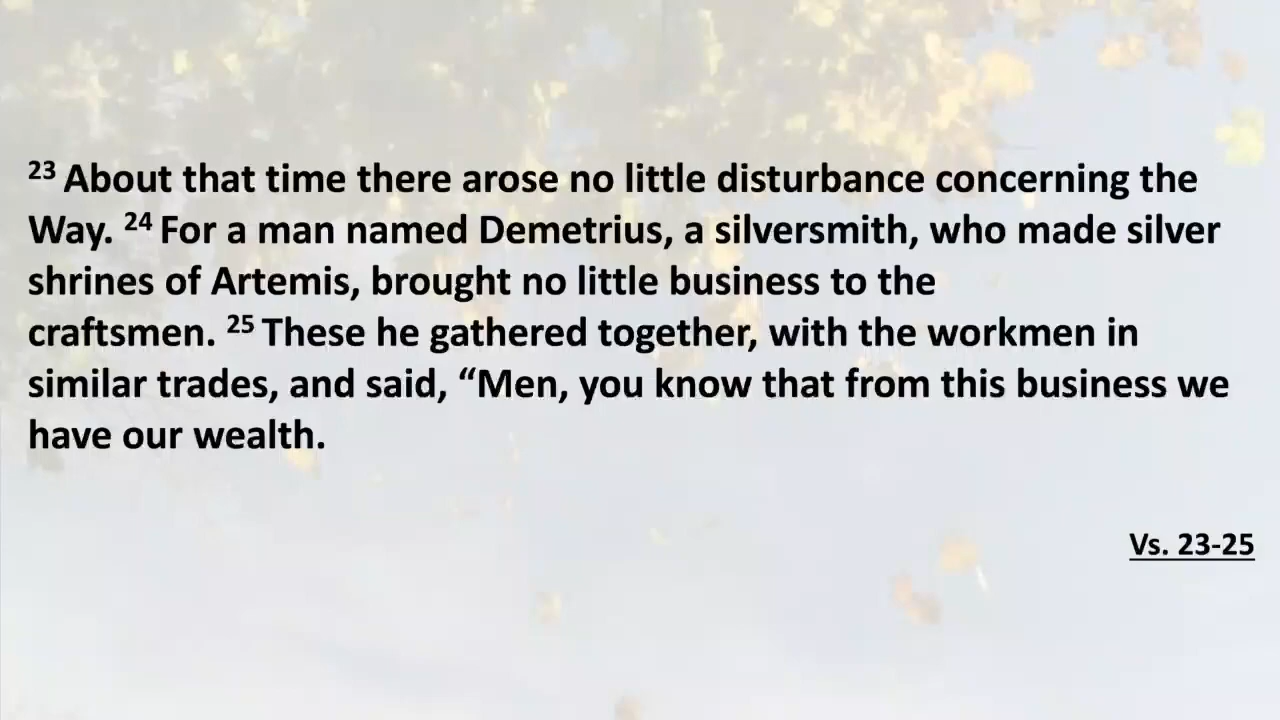 23 About that time there arose no little disturbance concerning the
Way. 24 For a man named Demetrius, a silversmith, who made silver
shrines of Artemis, brought no little business to the
craftsmen. 25 These he gathered together, with the workmen in
similar trades, and said, “Men, you know that from this business we
have our wealth.
Vs. 23-25